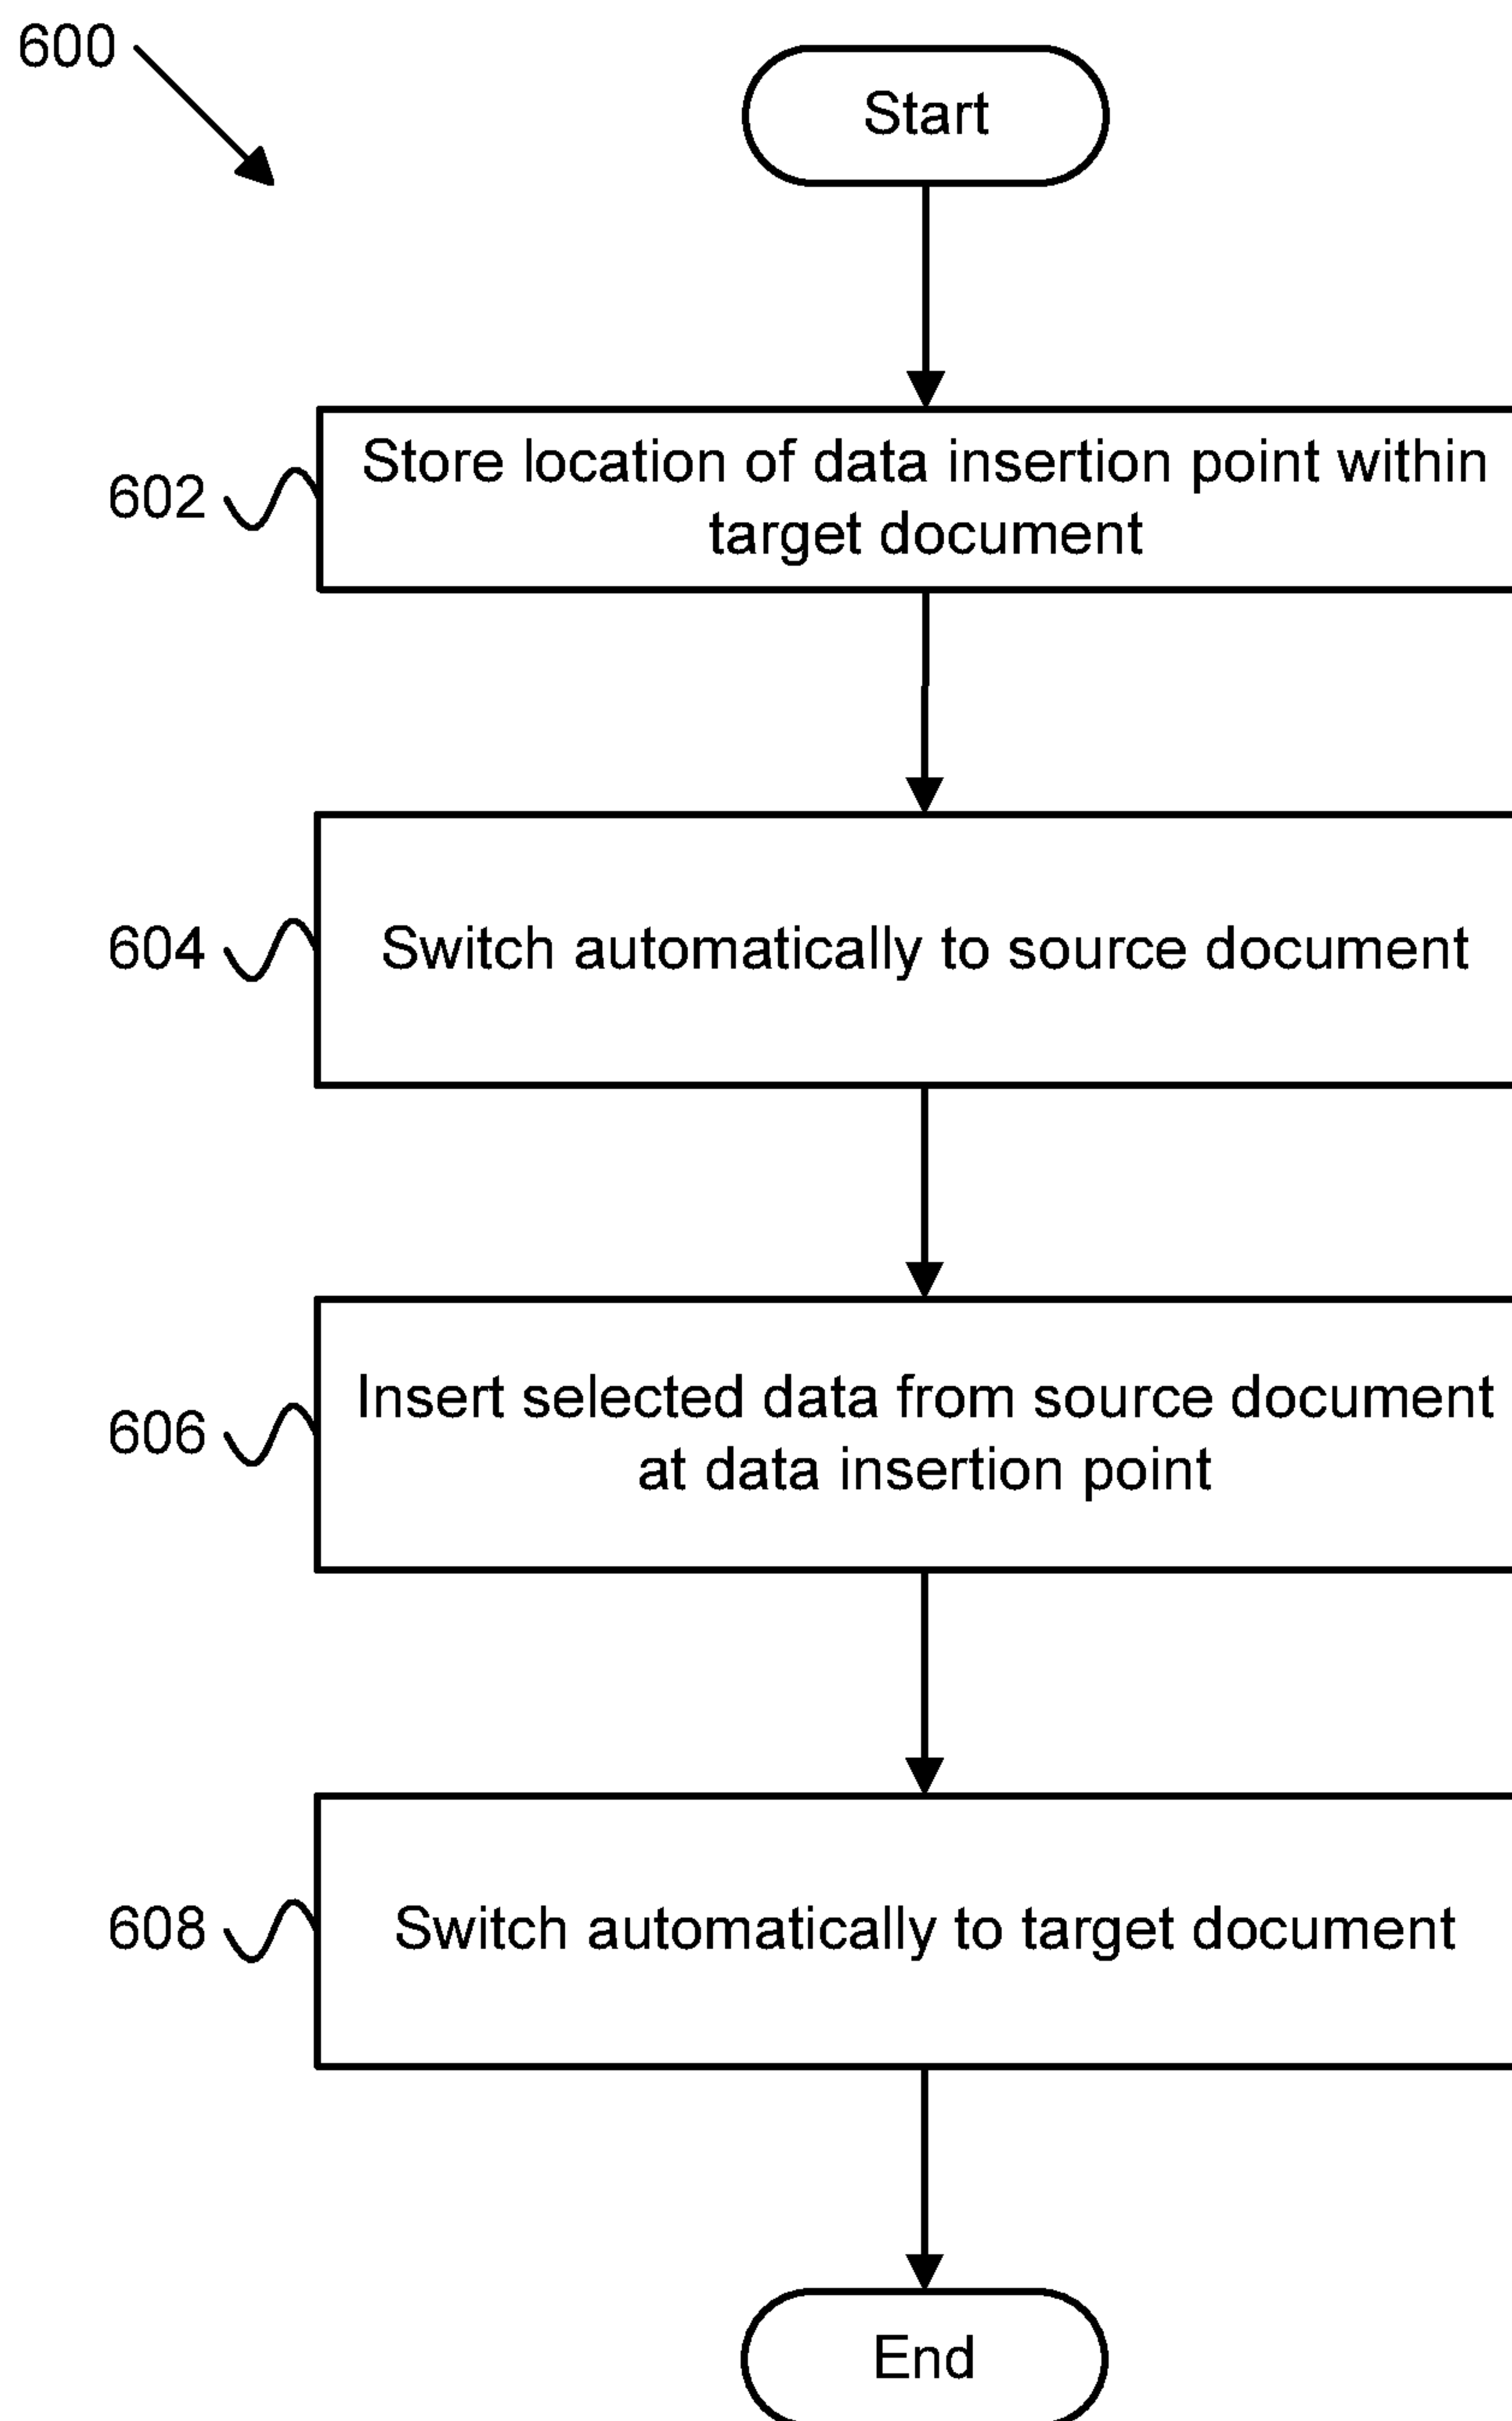 600
Start
602
Store location of data insertion point within
target document
604
Switch automatically to source document
606
Insert selected data from source document
at data insertion point
608
Switch automatically to target document
End